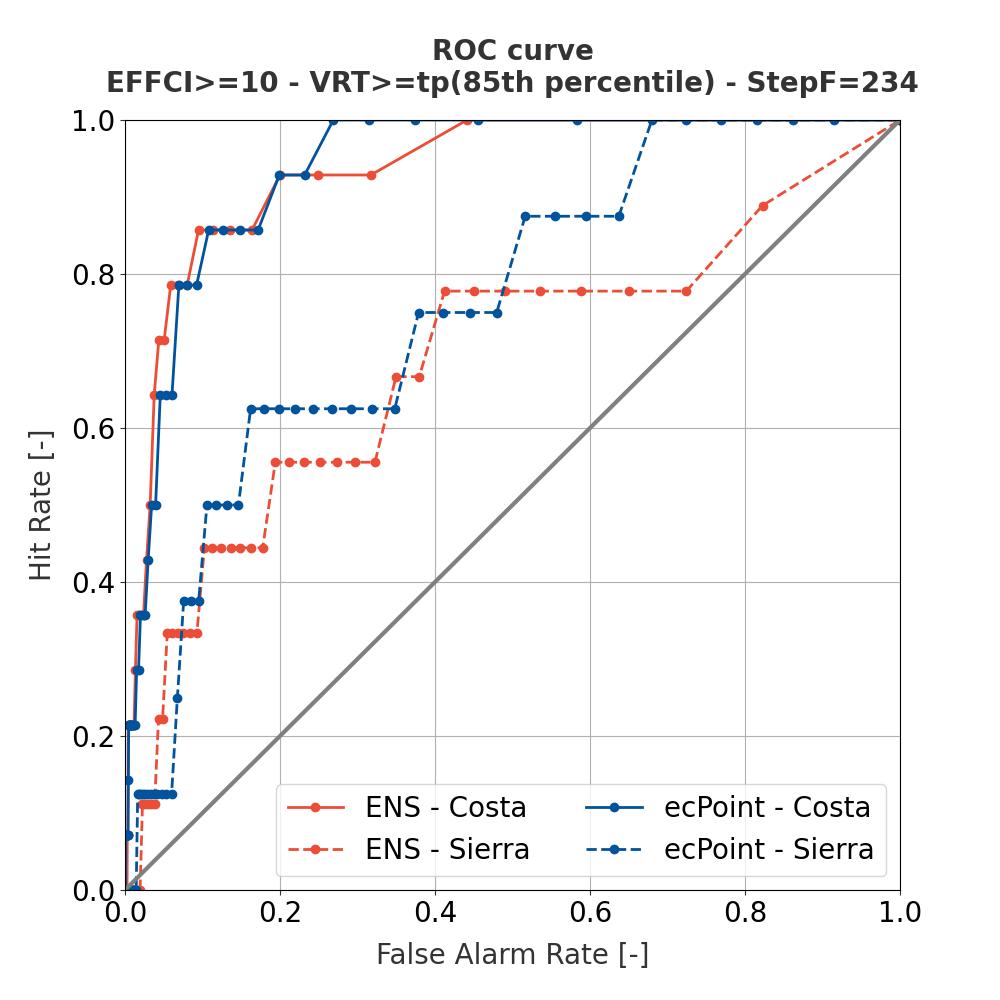 ROC curve
EFFCI>=10 - VRT>=tp(85th percentile) - StepF=234
1.0
0.8
0.6
0.4
0.2
0.0
Hit Rate [-]
ENS - Costa
ENS - Sierra
ecPoint - Costa
ecPoint - Sierra
0.0 0.2 0.4 0.6 0.8 1.0
False Alarm Rate [-]